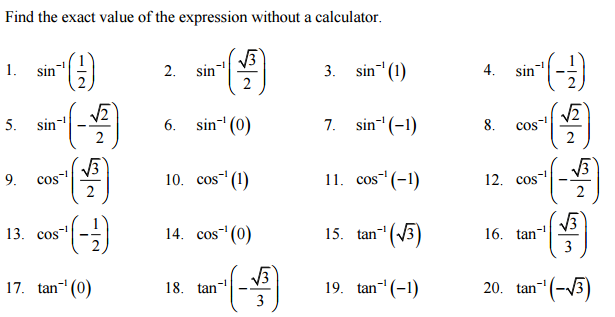 Find the exact value of the expression without a calculator.
1. sin⁻¹(1/2) 2. sin⁻¹(√3/2) 3. sin⁻¹(1) 4. sin⁻¹(−1/2)
5. sin⁻¹(−√2/2) 6. sin⁻¹(0) 7. sin⁻¹(−1) 8. cos⁻¹(√2/2)
9. cos⁻¹(√3/2) 10. cos⁻¹(1) 11. cos⁻¹(−1) 12. cos⁻¹(−√3/2)
13. cos⁻¹(−1/2) 14. cos⁻¹(0) 15. tan⁻¹(√3) 16. tan⁻¹(√3/3)
17. tan⁻¹(0) 18. tan⁻¹(−√3/3) 19. tan⁻¹(−1) 20. tan⁻¹(−√3)